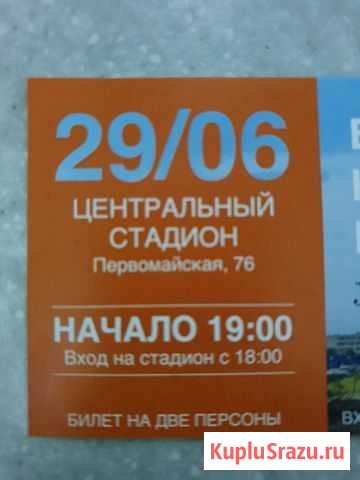 29/06
ЦЕНТРАЛЬНЫЙ
СТАДИОН
Первомайская, 76
НАЧАЛО 19:00
Вход на стадион с 18:00
БИЛЕТ НА ДВЕ ПЕРСОНЫ
ВХ
KupluSrazu.ru